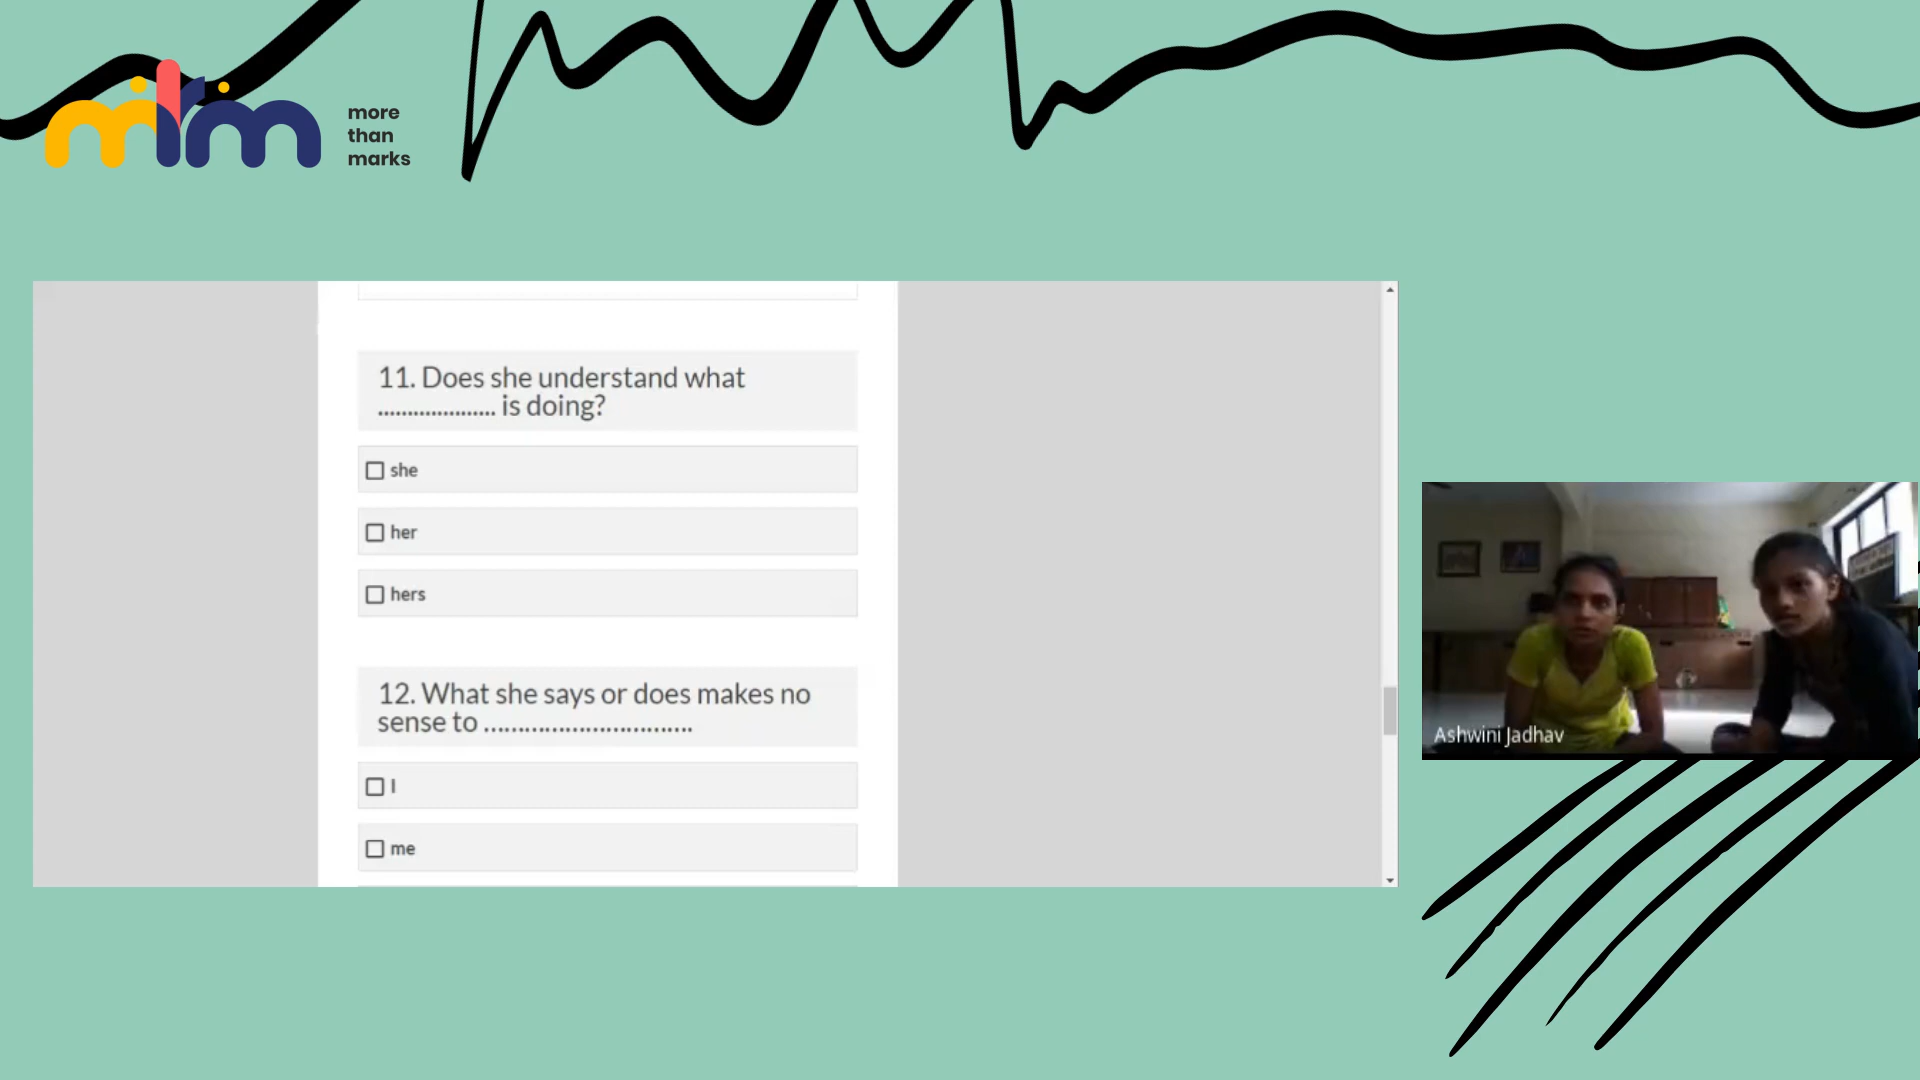 mtm
more
than
marks
11. Does she understand what
.................... is doing?
she
her
hers
12. What she says or does makes no
sense to ...............................
I
me
Ashwini Jadhav